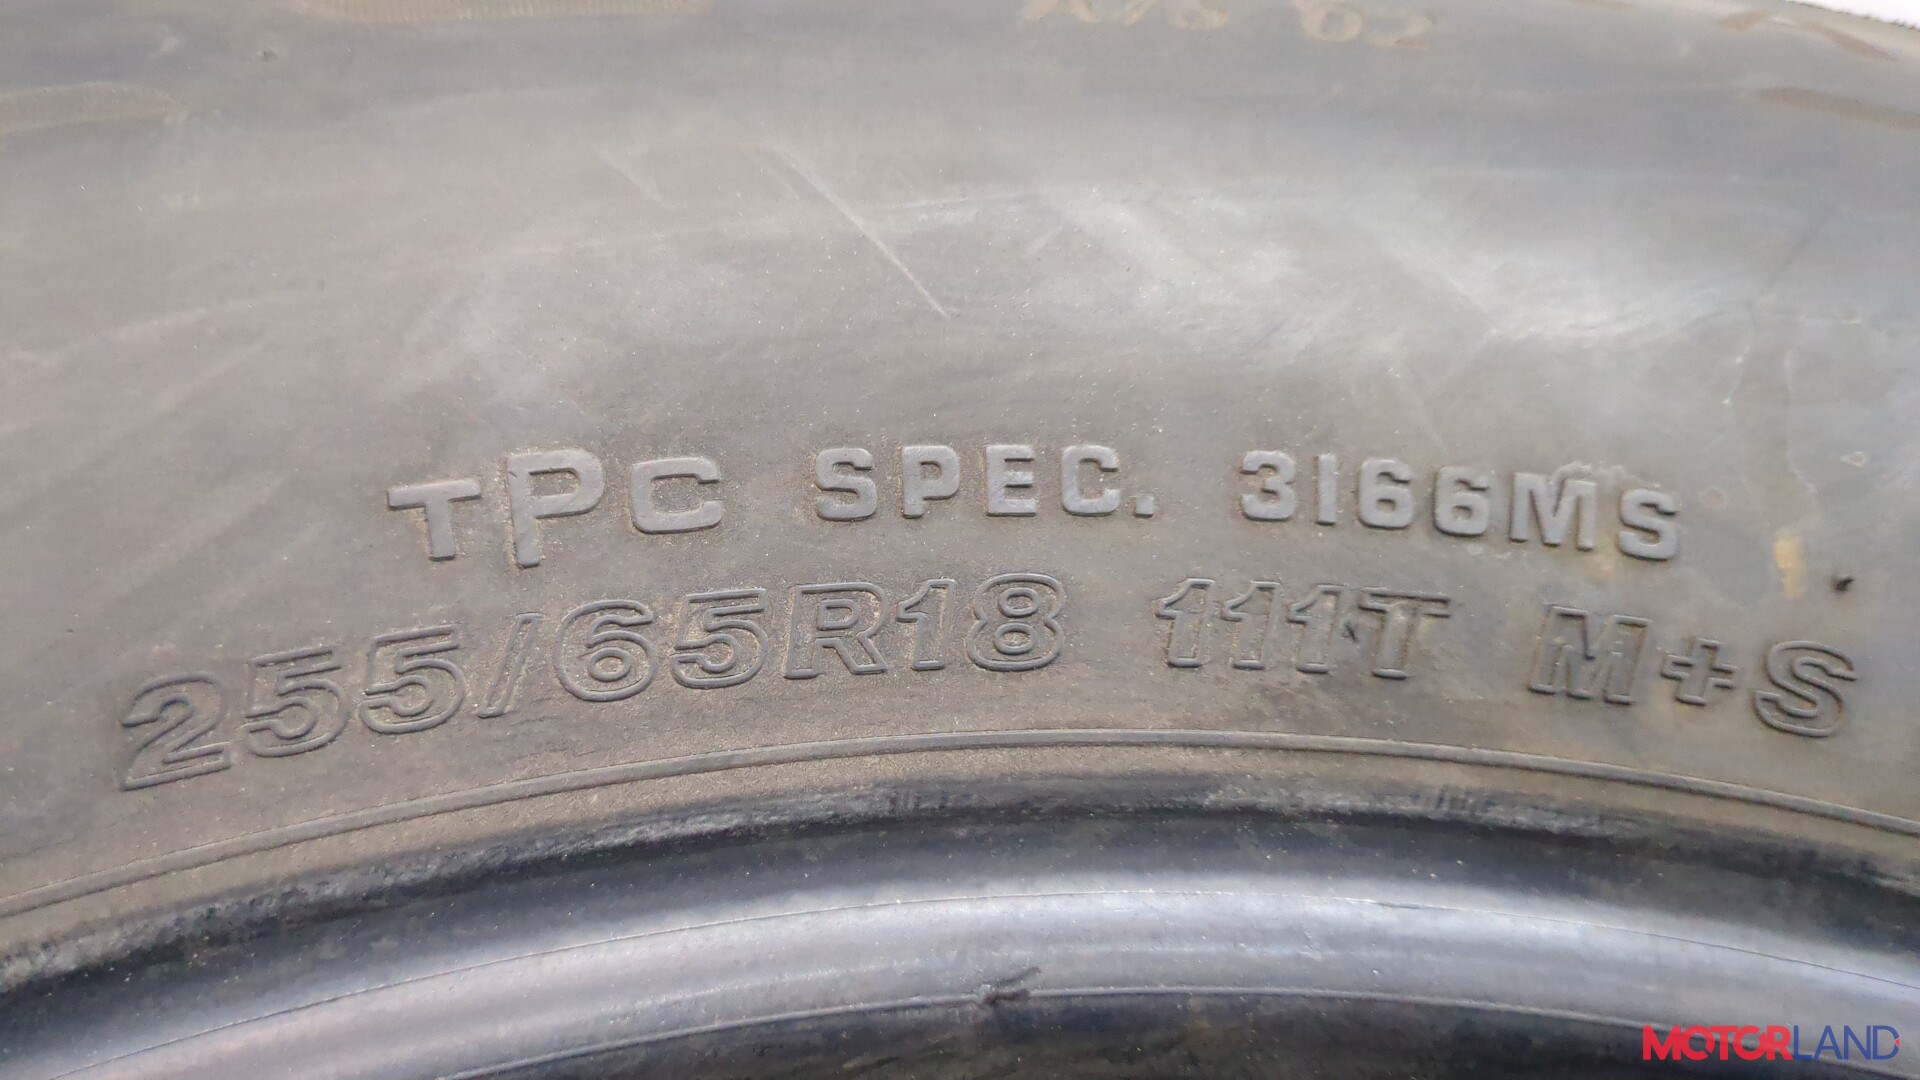 TPC SPEC. 3166MS
255/65R18 111T M+S
MOTORLAND